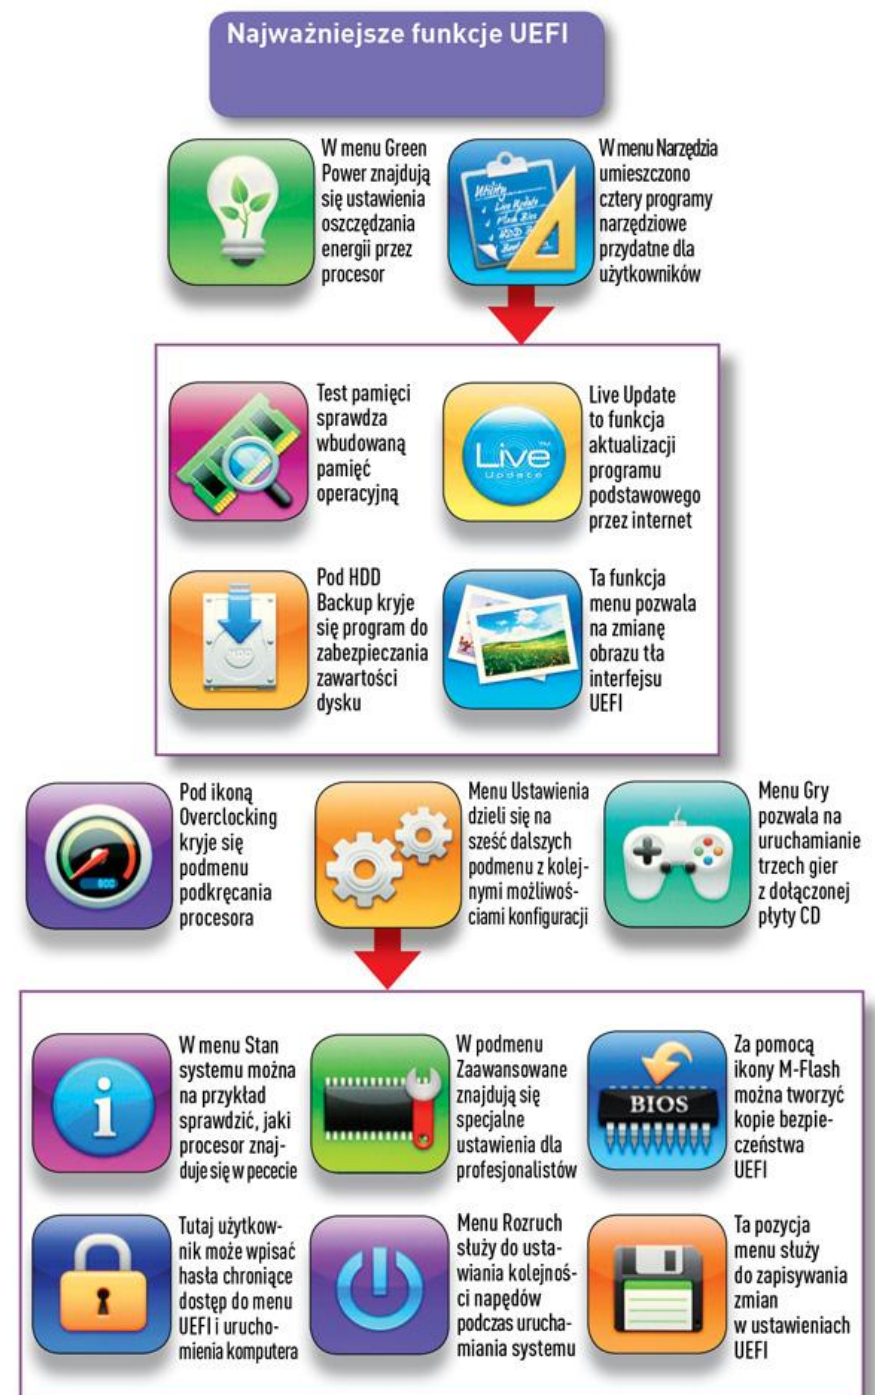 Najważniejsze funkcje UEFI
W menu Green
Power znajdują
się ustawienia
oszczędzania
energii przez
procesor
Utility
Live Update
W menu Narzędzia
umieszczono
cztery programy
narzędziowe
przydatne dla
użytkowników
Test pamięci
sprawdza
wbudowaną
pamięć
operacyjną
Live™
Update
Live Update
to funkcja
aktualizacji
programu
podstawowego
przez internet
HDD
Pod HDD
Backup kryje
się program do
zabezpieczania
zawartości
dysku
Ta funkcja
menu pozwala
na zmianę
obrazu tła
interfejsu
UEFI
Pod ikoną
Overclocking
kryje się
podmenu
podkręcania
procesora
Menu Ustawienia
dzieli się na
sześć dalszych
podmenu z kolej-
nymi możliwoś-
ciami konfiguracji
Menu Gry
pozwala na
uruchamianie
trzech gier
z dołączonej
płyty CD
i
W menu Stan
systemu można
na przykład
sprawdzić, jaki
procesor znaj-
duje się w pececie
W podmenu
Zaawansowane
znajdują się
specjalne
ustawienia dla
profesjonalistów
BIOS
Za pomocą
ikony M-Flash
można tworzyć
kopie bezpie-
czeństwa
UEFI
Tutaj użytkow-
nik może wpisać
hasła chroniące
dostęp do menu
UEFI i urucho-
mienia komputera
Menu Rozruch
służy do usta-
wiania kolejnoś-
ci napędów
podczas urucha-
miania systemu
Ta pozycja
menu służy
do zapisywania
zmian
w ustawieniach
UEFI